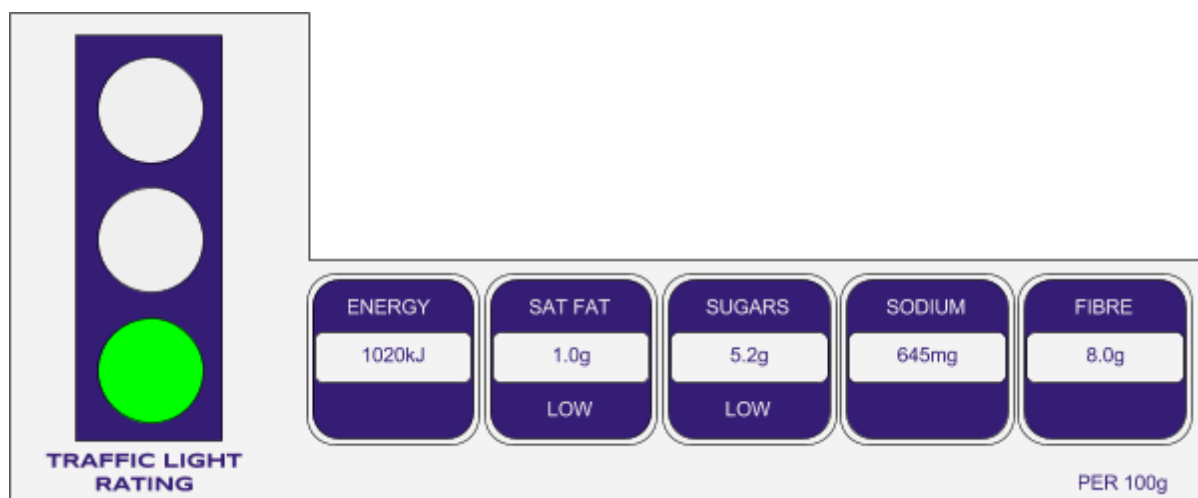 TRAFFIC LIGHT
RATING
ENERGY
1020kJ
SAT FAT
1.0g
LOW
SUGARS
5.2g
LOW
SODIUM
645mg
FIBRE
8.0g
PER 100g